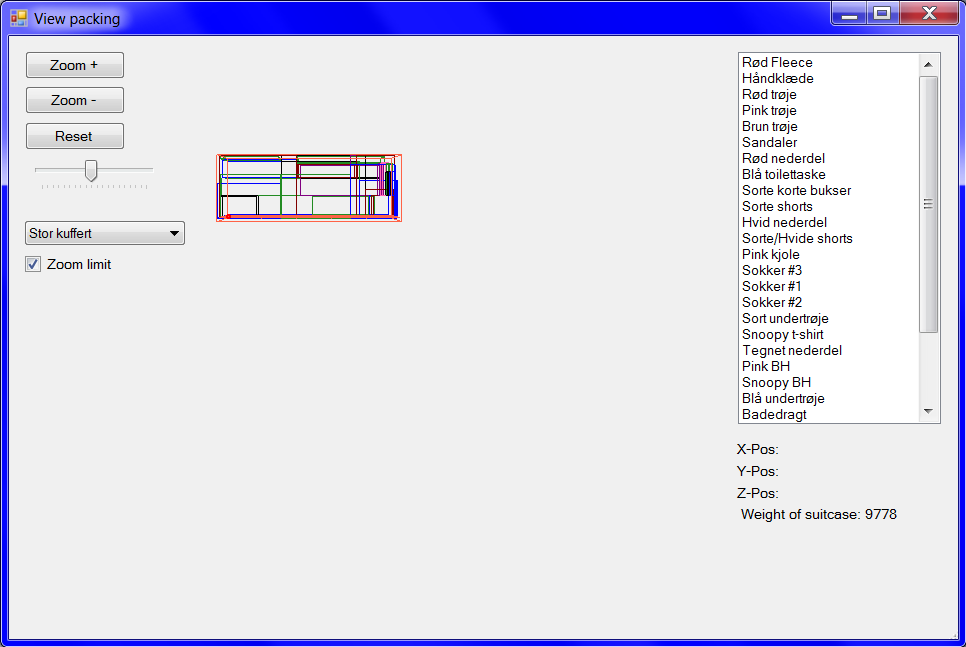 View packing
Zoom +
Zoom -
Reset
Stor kuffert
Zoom limit
Rød Fleece
Håndklæde
Rød trøje
Pink trøje
Brun trøje
Sandaler
Rød nederdel
Blå toilettaske
Sorte korte bukser
Sorte shorts
Hvid nederdel
Sorte/Hvide shorts
Pink kjole
Sokker #3
Sokker #1
Sokker #2
Sort undertrøje
Snoopy t-shirt
Tegnet nederdel
Pink BH
Snoopy BH
Blå undertrøje
Badedragt
X-Pos:
Y-Pos:
Z-Pos:
Weight of suitcase: 9778